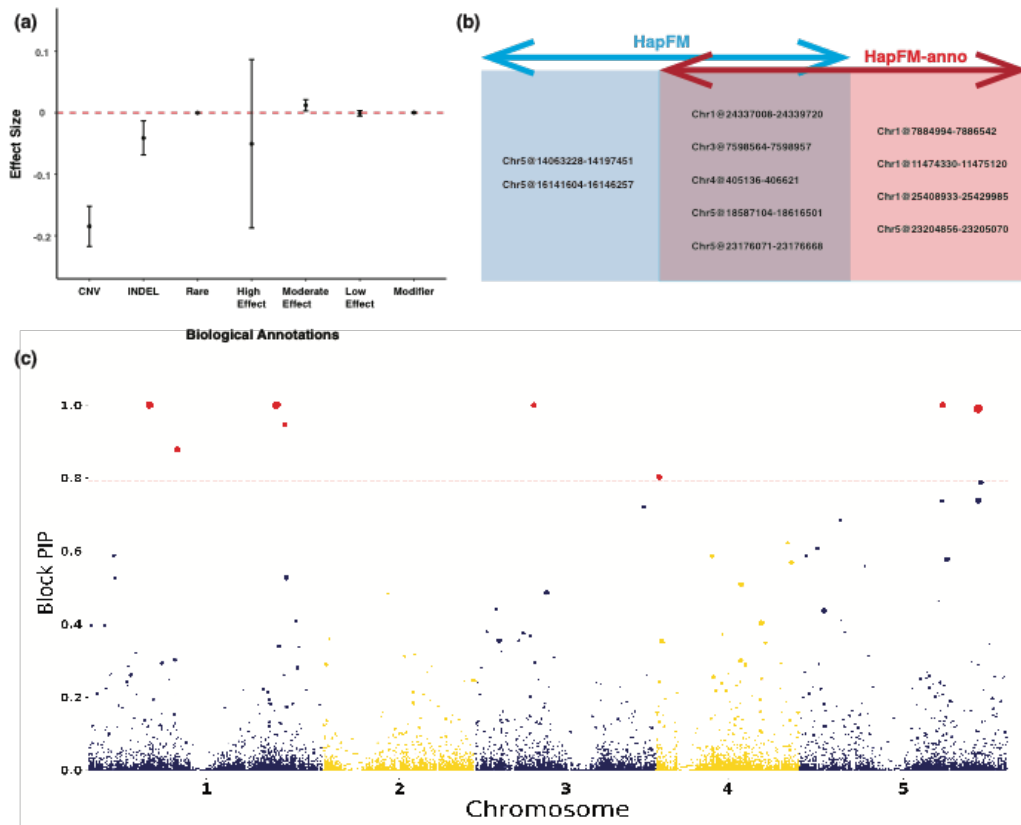 (a)
0.1
0
-0.1
-0.2
Effect Size
CNV
INDEL
Rare
High
Effect
Moderate
Effect
Low
Effect
Modifier
Biological Annotations
(b)
HapFM
HapFM-anno
Chr5@14063228-14197451
Chr5@16141604-16146257
Chr1@24337008-24339720
Chr3@7598564-7598957
Chr4@405136-406621
Chr5@18587104-18616501
Chr5@23176071-23176668
Chr1@7884994-7886542
Chr1@11474330-11475120
Chr1@25408933-25429985
Chr5@23204856-23205070
(c)
1.0
0.8
0.6
0.4
0.2
0.0
Block PIP
1
2
3
4
5
Chromosome